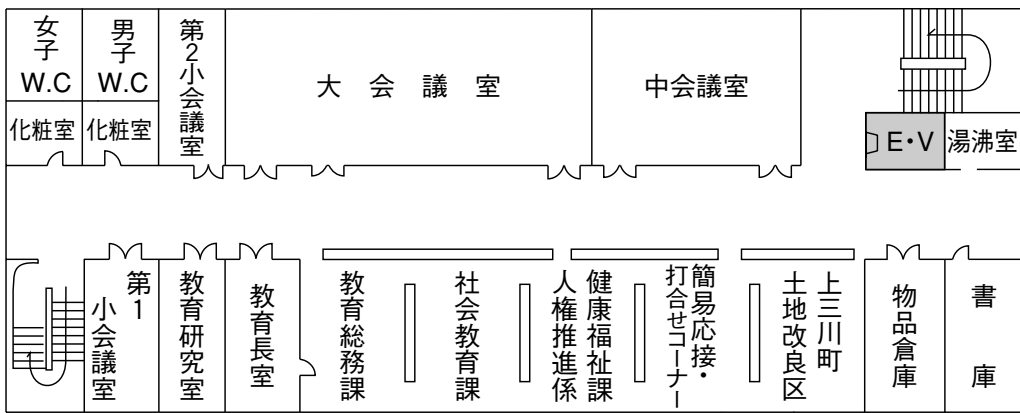 女子
W.C
男子
W.C
第2小会議室
大会議室
中会議室
化粧室
化粧室
E・V
湯沸室
第1
小会議室
教育研究室
教育長室
教育総務課
社会教育課
人権推進係
健康福祉課
簡易応接・
打合せコーナー
上三川町
土地改良区
物品倉庫
書庫